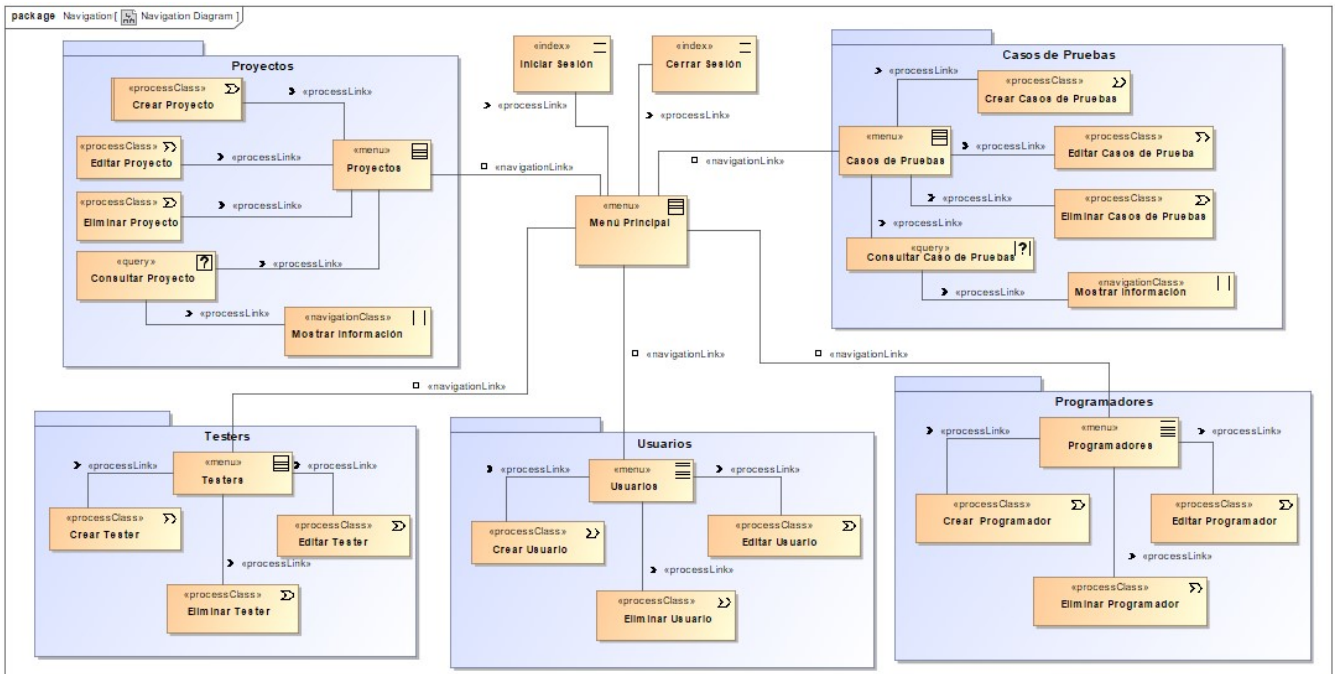 package Navigation [ Navigation Diagram ]
Proyectos
«processClass»
Crear Proyecto
«processLink»
«processClass»
Editar Proyecto
«processLink»
«menu»
Proyectos
«processClass»
Eliminar Proyecto
«processLink»
«query»
Consultar Proyecto
«processLink»
«processLink»
«navigationClass»
Mostrar Información
«index»
Iniciar Sesión
«processLink»
«index»
Cerrar Sesión
«processLink»
«navigationLink»
«navigationLink»
«menu»
Menú Principal
Casos de Pruebas
«processLink»
«processClass»
Crear Casos de Pruebas
«menu»
Casos de Pruebas
«processLink»
«processClass»
Editar Casos de Prueba
«processLink»
«processClass»
Eliminar Casos de Pruebas
«processLink»
«query»
Consultar Caso de Pruebas
«processLink»
«navigationClass»
Mostrar Información
«navigationLink»
«navigationLink»
«navigationLink»
Testers
«processLink»
«menu»
Testers
«processLink»
«processClass»
Crear Tester
«processClass»
Editar Tester
«processLink»
«processClass»
Eliminar Tester
Usuarios
«processLink»
«menu»
Usuarios
«processLink»
«processClass»
Crear Usuario
«processClass»
Editar Usuario
«processLink»
«processClass»
Eliminar Usuario
Programadores
«processLink»
«menu»
Programadores
«processLink»
«processClass»
Crear Programador
«processClass»
Editar Programador
«processLink»
«processClass»
Eliminar Programador